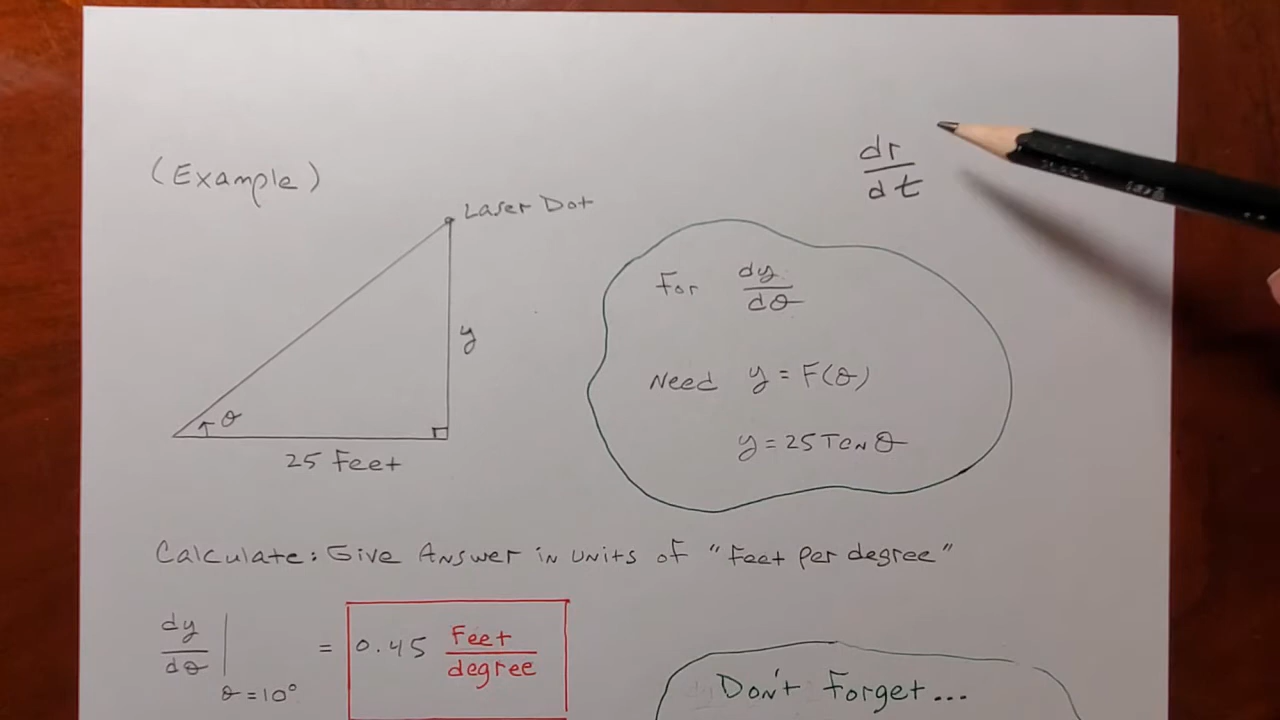 (Example)
Laser Dot
y
θ
25 Feet
dr
dt
For dy
dθ
Need y = F(θ)
y = 25 Tan θ
Calculate: Give Answer in units of "feet per degree"
dy
dθ
θ = 10°
= 0.45 Feet
degree
Don't Forget...